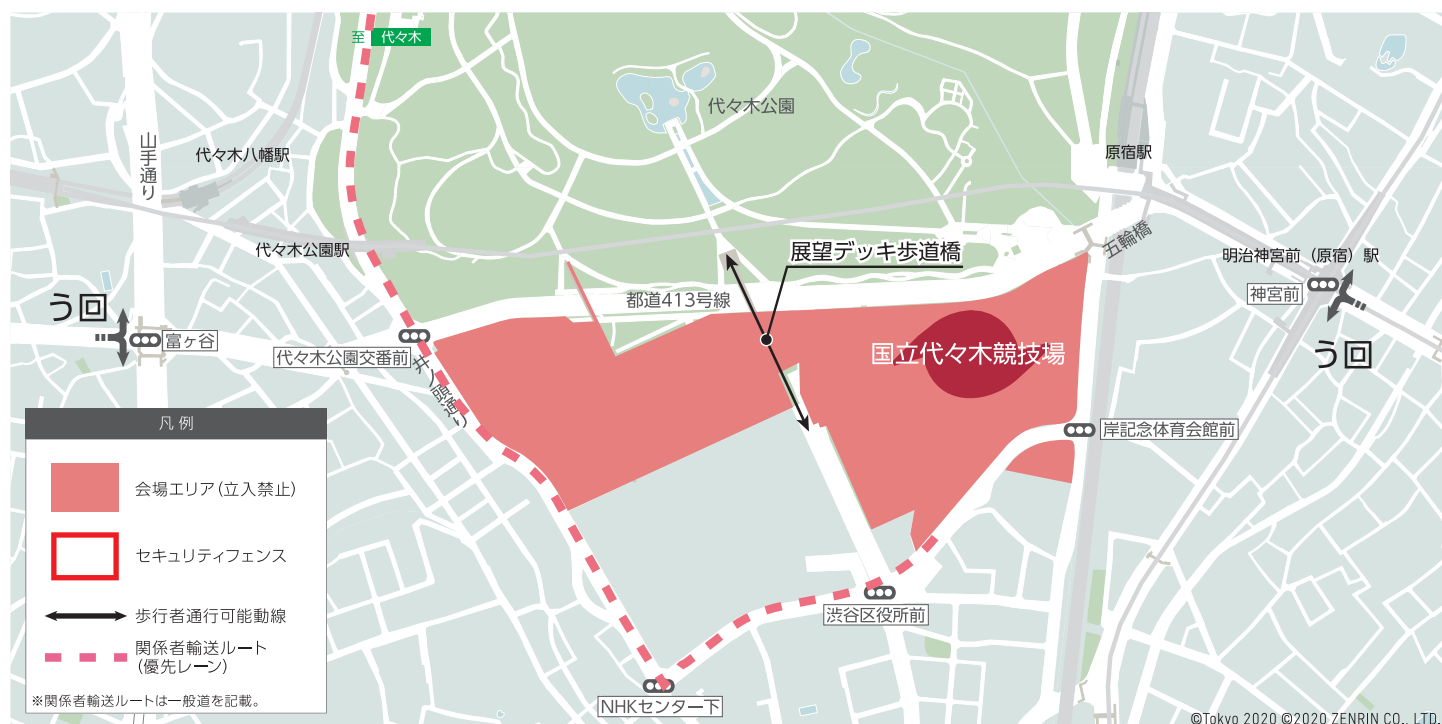 至 代々木
代々木公園
山手通り
代々木八幡駅
原宿駅
代々木公園駅
五輪橋
展望デッキ歩道橋
明治神宮前（原宿）駅
都道413号線
神宮前
う回
富ヶ谷
代々木公園交番前
国立代々木競技場
う回
井ノ頭通り
岸記念体育会館前
凡例
会場エリア(立入禁止)
セキュリティフェンス
歩行者通行可能動線
関係者輸送ルート
(優先レーン)
※関係者輸送ルートは一般道を記載。
渋谷区役所前
NHKセンター下
©Tokyo 2020 ©2020 ZENRIN CO., LTD.